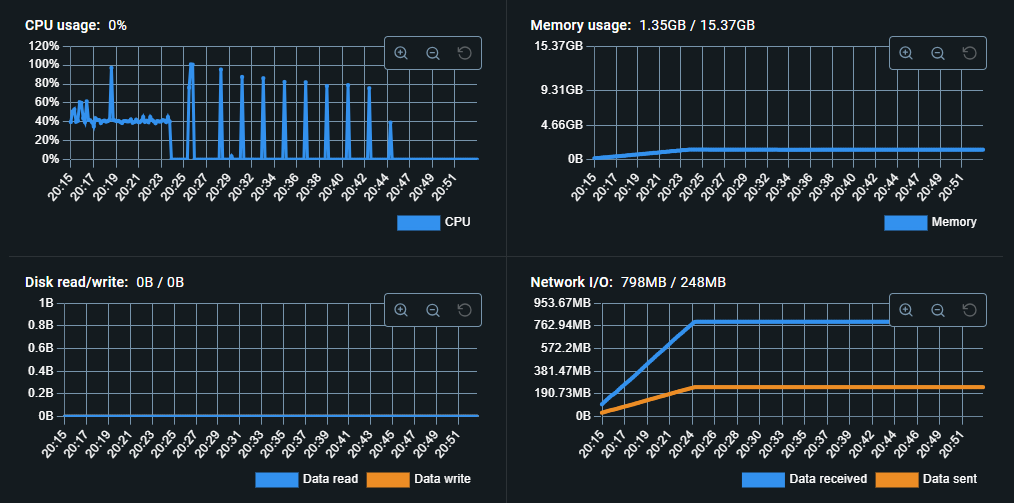 CPU usage: 0%
120%
100%
80%
60%
40%
20%
0%
20:15 20:17 20:19 20:21 20:23 20:25 20:27 20:29 20:31 20:34 20:36 20:38 20:40 20:42 20:44 20:47 20:49 20:51
CPU
Memory usage: 1.35GB / 15.37GB
15.37GB
9.31GB
4.66GB
0B
20:15 20:17 20:19 20:21 20:23 20:25 20:27 20:29 20:32 20:34 20:36 20:38 20:40 20:42 20:44 20:47 20:49 20:51
Memory
Disk read/write: 0B / 0B
1B
0.8B
0.6B
0.4B
0.2B
0B
20:15 20:17 20:19 20:21 20:23 20:25 20:27 20:29 20:31 20:33 20:35 20:37 20:39 20:41 20:43 20:45 20:47 20:49 20:51
Data read Data write
Network I/O: 798MB / 248MB
953.67MB
762.94MB
572.2MB
381.47MB
190.73MB
0B
20:15 20:17 20:19 20:21 20:24 20:26 20:28 20:30 20:33 20:35 20:37 20:39 20:42 20:44 20:46 20:49 20:51
Data received Data sent